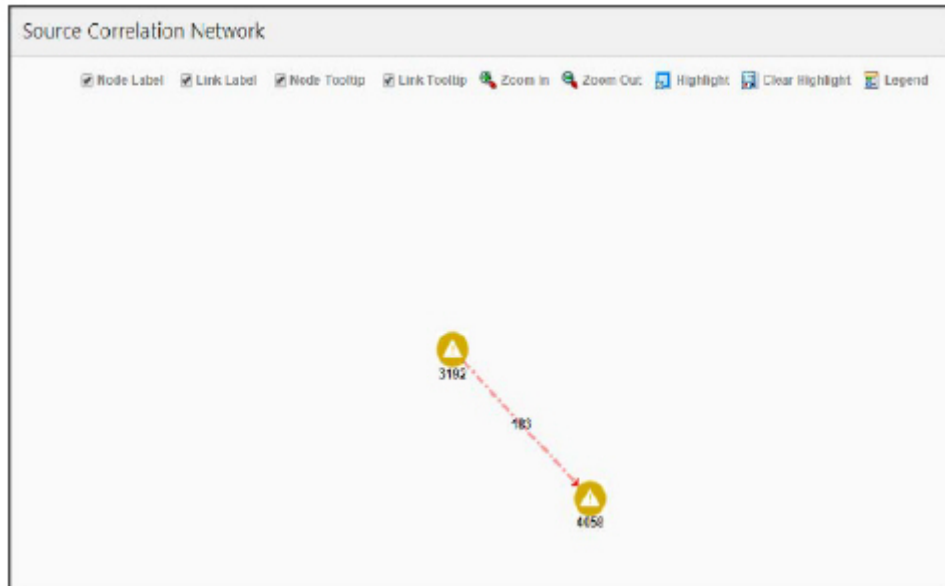 Source Correlation Network
Node Label Link Label Node Tooltip Link Tooltip Zoom In Zoom Out Highlight Clear Highlight Legend
3192
183
4058